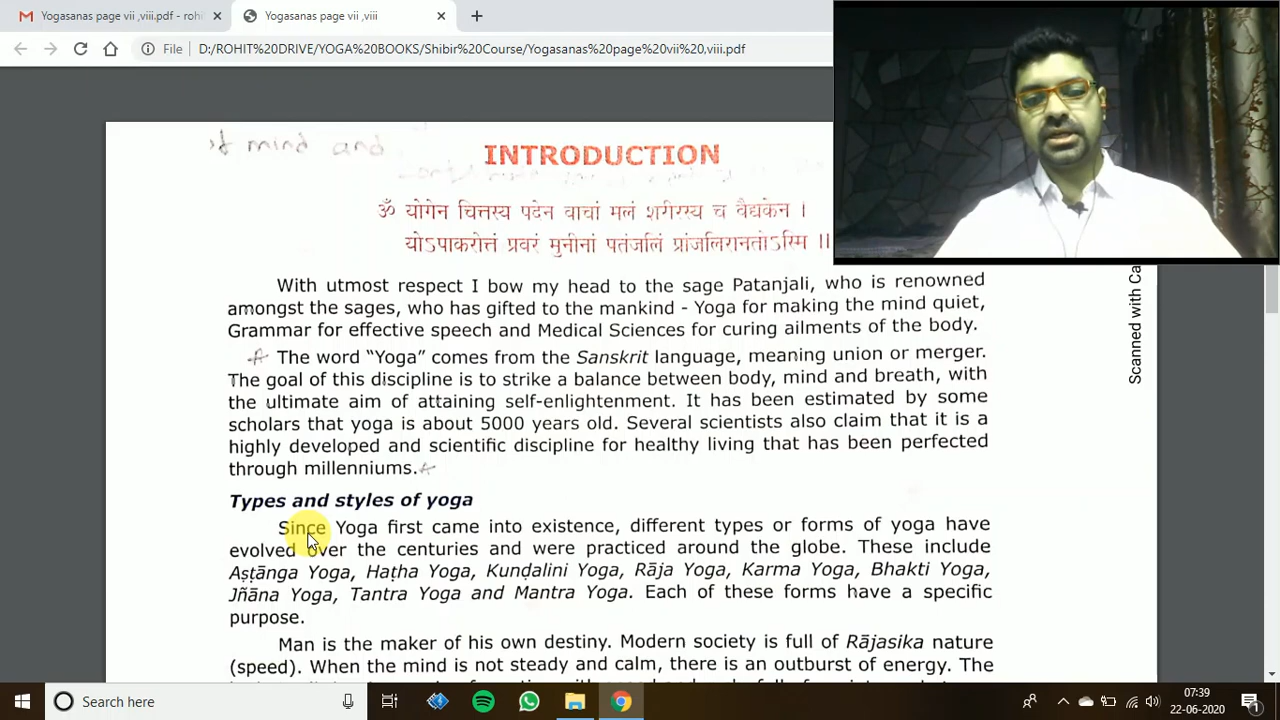 Yogasanas page vii ,viii.pdf - rohi
Yogasanas page vii ,viii
File
D:/ROHIT%20DRIVE/YOGA%20BOOKS/Shibir%20Course/Yogasanas%20page%20vii%20,viii.pdf
mind and
INTRODUCTION
ॐ योगेन चित्तस्य पदेन वाचां मलं शरीरस्य च वैद्यकेन ।
योऽपाकरोत्तं प्रवरं मुनीनां पतंजलिं प्रांजलिरानतोऽस्मि ॥
With utmost respect I bow my head to the sage Patanjali, who is renowned
amongst the sages, who has gifted to the mankind - Yoga for making the mind quiet,
Grammar for effective speech and Medical Sciences for curing ailments of the body.
The word “Yoga” comes from the Sanskrit language, meaning union or merger.
The goal of this discipline is to strike a balance between body, mind and breath, with
the ultimate aim of attaining self-enlightenment. It has been estimated by some
scholars that yoga is about 5000 years old. Several scientists also claim that it is a
highly developed and scientific discipline for healthy living that has been perfected
through millenniums.
Scanned with Ca
Types and styles of yoga
Since Yoga first came into existence, different types or forms of yoga have
evolved over the centuries and were practiced around the globe. These include
Aṣṭānga Yoga, Haṭha Yoga, Kunḍalini Yoga, Rāja Yoga, Karma Yoga, Bhakti Yoga,
Jñāna Yoga, Tantra Yoga and Mantra Yoga. Each of these forms have a specific
purpose.
Man is the maker of his own destiny. Modern society is full of Rājasika nature
(speed). When the mind is not steady and calm, there is an outburst of energy. The
Search here
07:39
22-06-2020
1